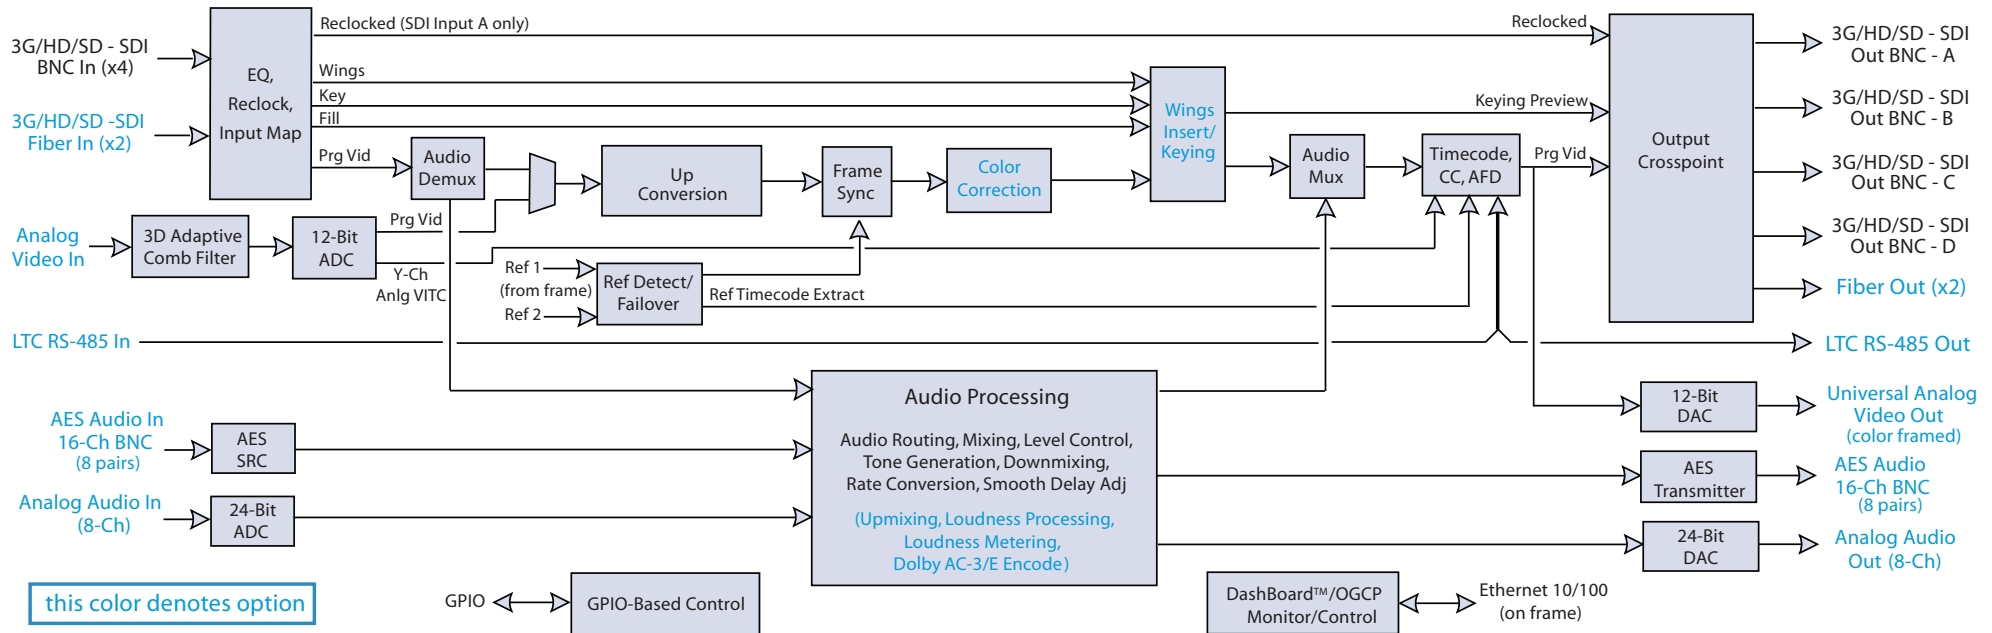 3G/HD/SD - SDI
BNC In (x4)
3G/HD/SD -SDI
Fiber In (x2)
EQ,
Reclock,
Input Map
Reclocked (SDI Input A only)
Reclocked
Wings
Key
Fill
Prg Vid
Audio
Demux
Up
Conversion
Frame
Sync
Color
Correction
Wings
Insert/
Keying
Keying Preview
Audio
Mux
Timecode,
CC, AFD
Prg Vid
Output
Crosspoint
3G/HD/SD - SDI
Out BNC - A
3G/HD/SD - SDI
Out BNC - B
3G/HD/SD - SDI
Out BNC - C
3G/HD/SD - SDI
Out BNC - D
Fiber Out (x2)
Analog
Video In
3D Adaptive
Comb Filter
12-Bit
ADC
Prg Vid
Y-Ch
Anlg VITC
Ref 1
(from frame)
Ref 2
Ref Detect/
Failover
Ref Timecode Extract
LTC RS-485 In
LTC RS-485 Out
AES Audio In
16-Ch BNC
(8 pairs)
AES
SRC
Analog Audio In
(8-Ch)
24-Bit
ADC
Audio Processing
Audio Routing, Mixing, Level Control,
Tone Generation, Downmixing,
Rate Conversion, Smooth Delay Adj
(Upmixing, Loudness Processing,
Loudness Metering,
Dolby AC-3/E Encode)
12-Bit
DAC
Universal Analog
Video Out
(color framed)
AES
Transmitter
AES Audio
16-Ch BNC
(8 pairs)
24-Bit
DAC
Analog Audio
Out (8-Ch)
this color denotes option
GPIO
GPIO-Based Control
DashBoard™/OGCP
Monitor/Control
Ethernet 10/100
(on frame)